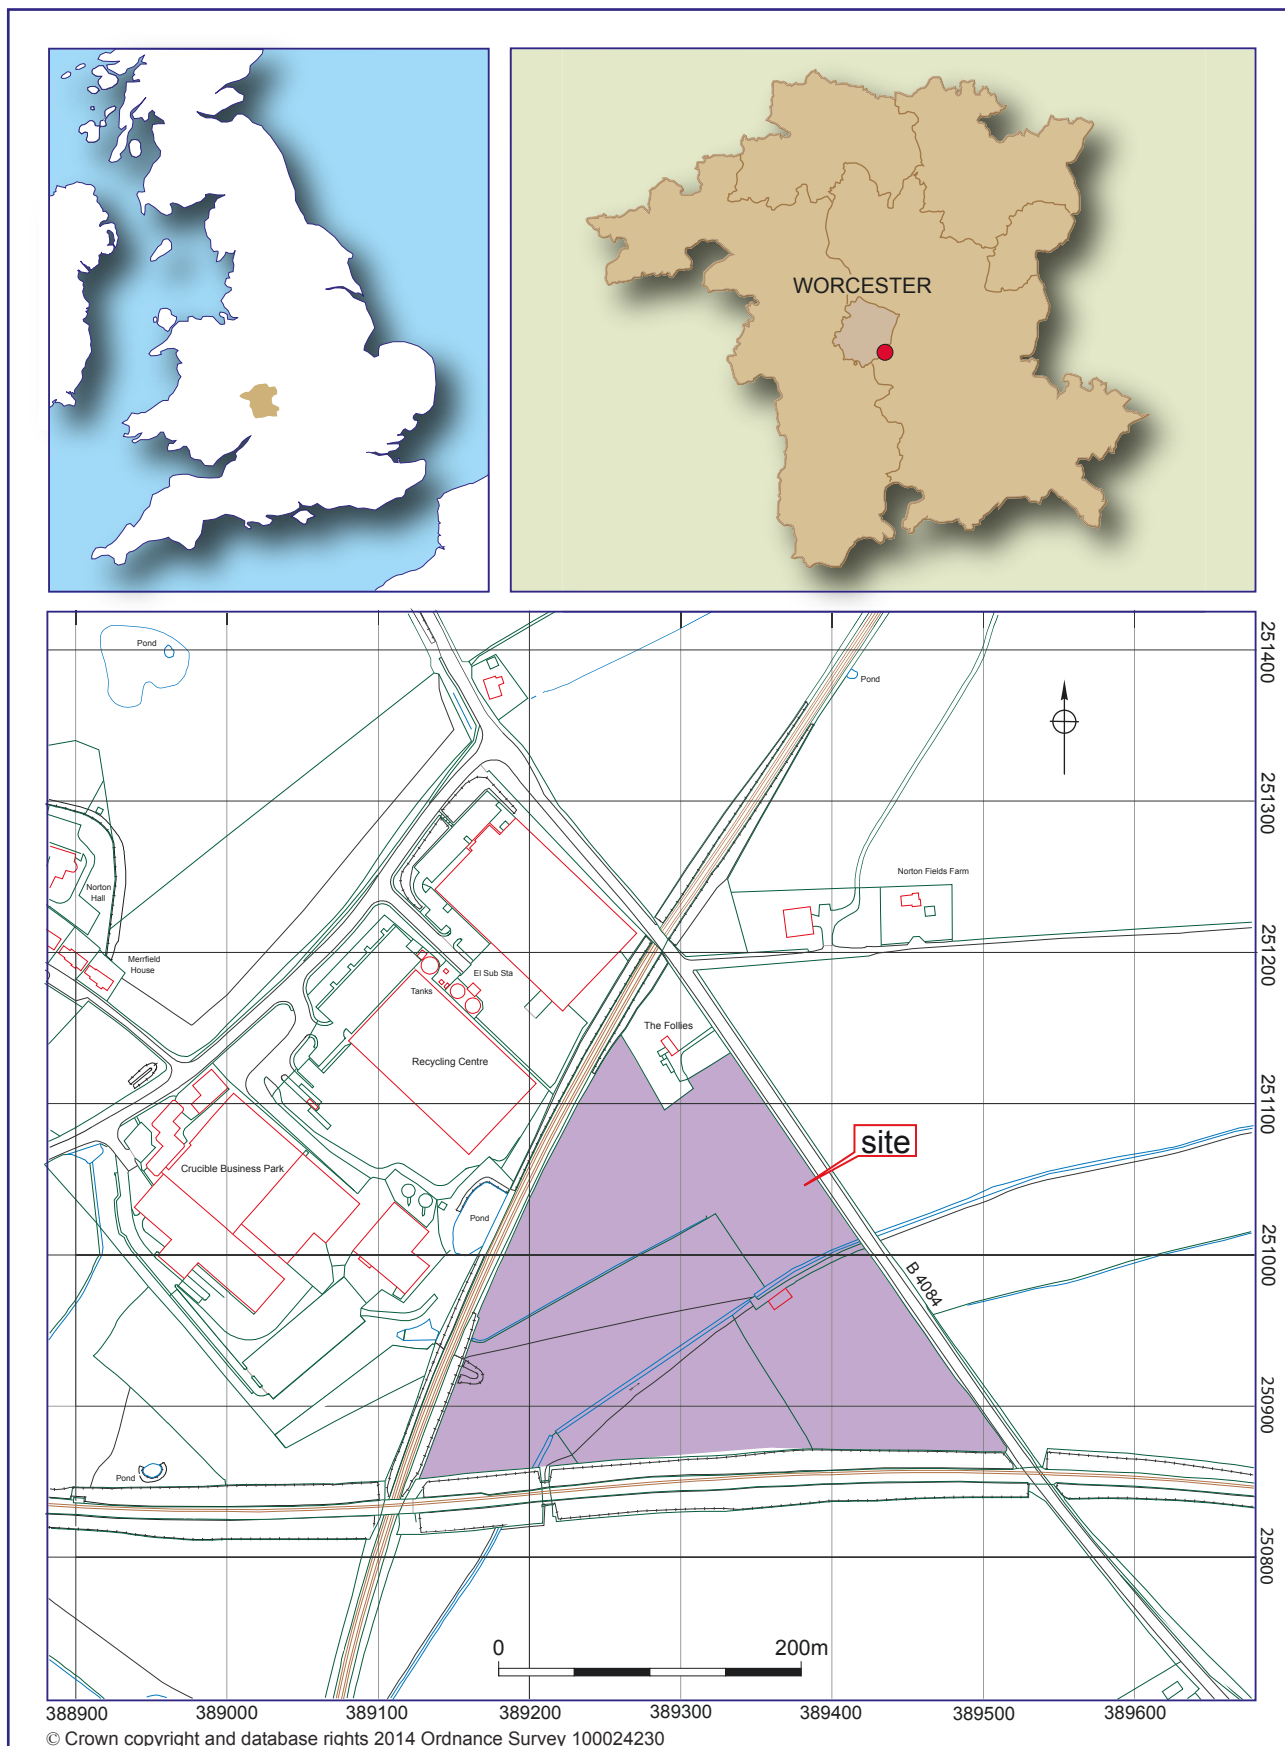 WORCESTER
Pond
Pond
Norton
Hall
Merrfield
House
Norton Fields Farm
El Sub Sta
Tanks
The Follies
Recycling Centre
site
Crucible Business Park
Pond
B 4084
Pond
0 200m
251400
251300
251200
251100
251000
250900
250800
388900 389000 389100 389200 389300 389400 389500 389600
© Crown copyright and database rights 2014 Ordnance Survey 100024230